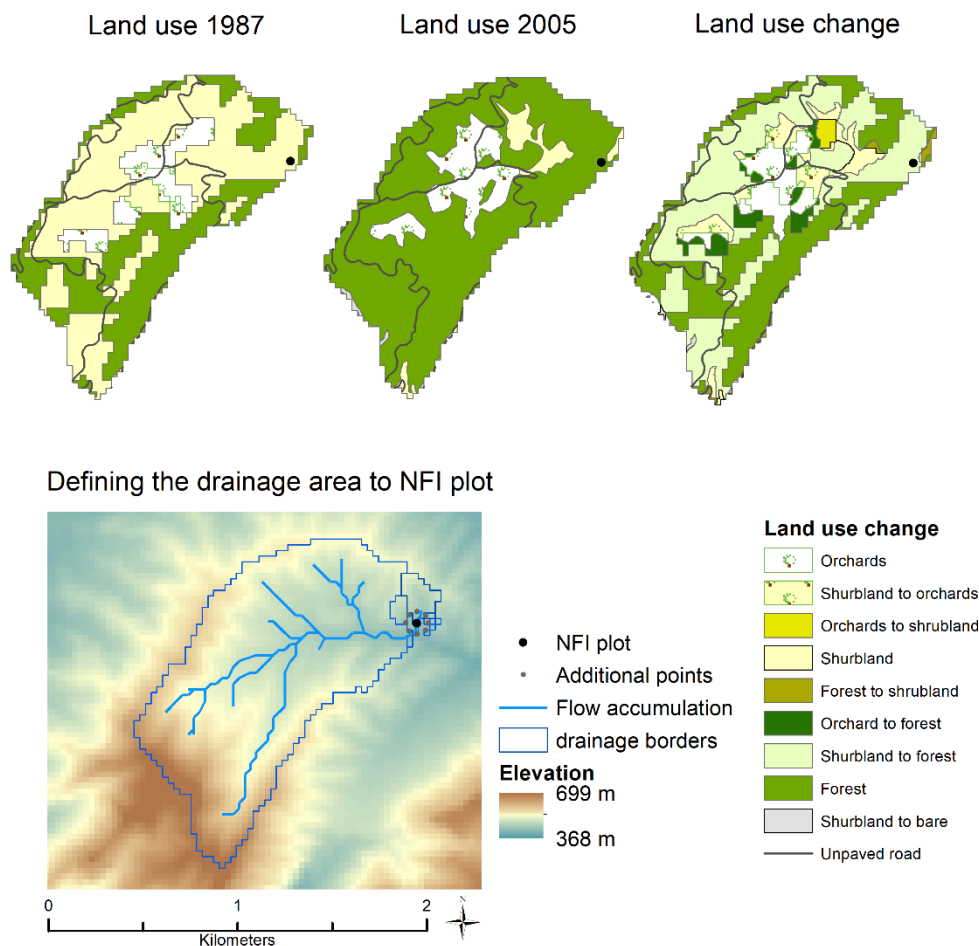 Land use 1987
Land use 2005
Land use change
Defining the drainage area to NFI plot
NFI plot
Additional points
Flow accumulation
drainage borders
Elevation
699 m
368 m
0
1
2
Kilometers
Land use change
Orchards
Shurbland to orchards
Orchards to shrubland
Shurbland
Forest to shrubland
Orchard to forest
Shurbland to forest
Forest
Shurbland to bare
Unpaved road